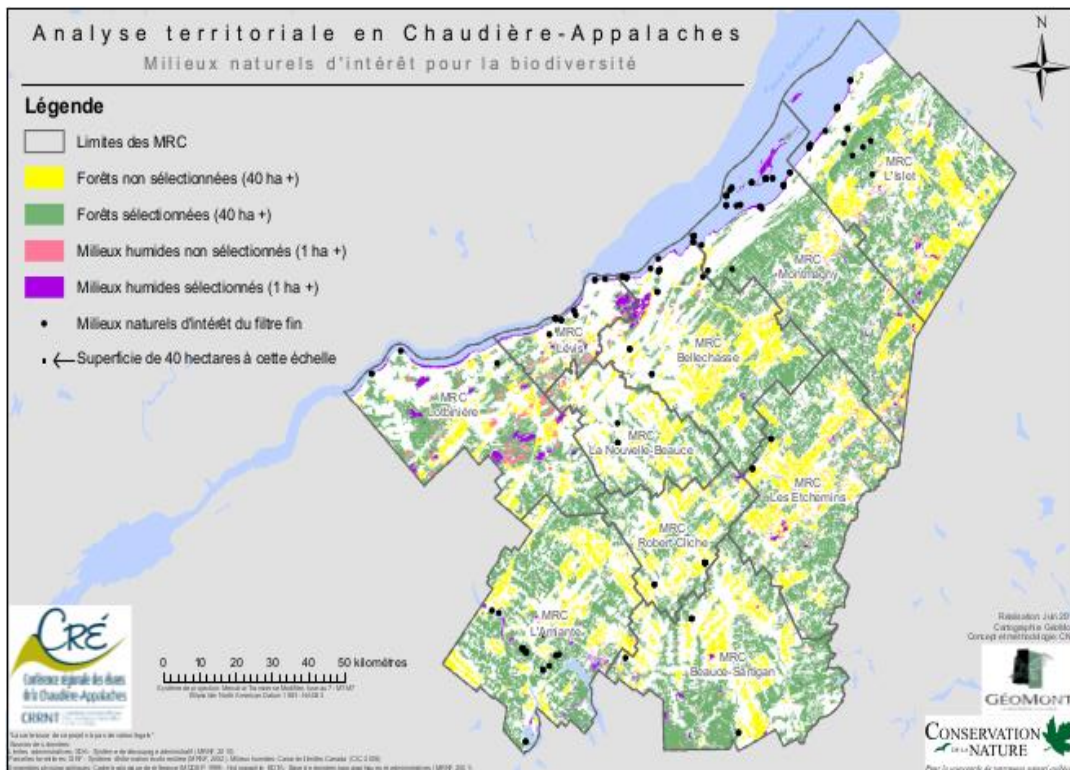 Analyse territoriale en Chaudière-Appalaches
Milieux naturels d'intérêt pour la biodiversité
N
Légende
Limites des MRC
Forêts non sélectionnées (40 ha +)
Forêts sélectionnées (40 ha +)
Milieux humides non sélectionnés (1 ha +)
Milieux humides sélectionnés (1 ha +)
Milieux naturels d'intérêt du filtre fin
Superficie de 40 hectares à cette échelle
MRC
L'Islet
MRC
Montmagny
MRC
Lévis
MRC
Bellechasse
MRC
Lotbinière
MRC
La Nouvelle-Beauce
MRC
Les Etchemins
MRC
Robert-Cliche
MRC
L'Amiante
MRC
Beauce-Sartigan
0 10 20 30 40 50 kilomètres
CRÉ
Conférence régionale des élus
de la Chaudière-Appalaches
CRRNT
GÉOMONT
CONSERVATION
DE LA NATURE